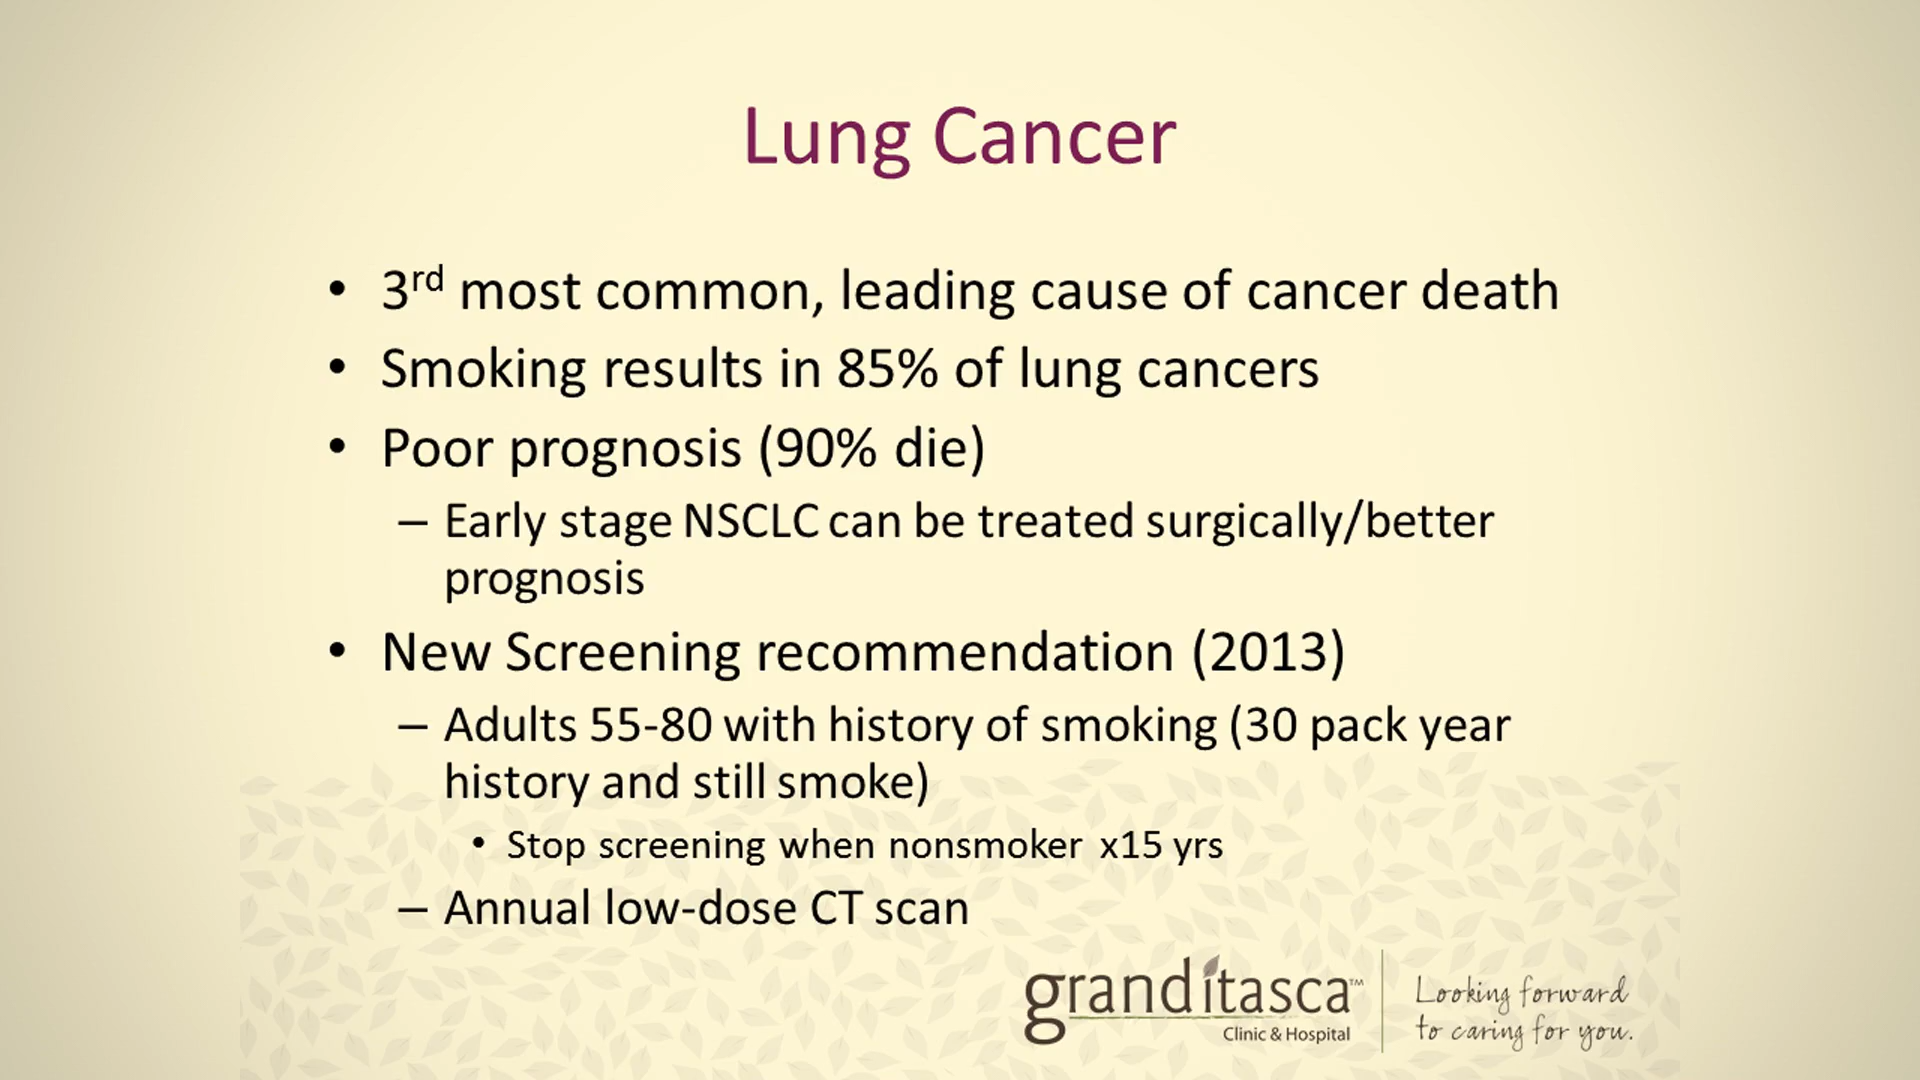 Lung Cancer
• 3rd most common, leading cause of cancer death
• Smoking results in 85% of lung cancers
• Poor prognosis (90% die)
– Early stage NSCLC can be treated surgically/better
prognosis
• New Screening recommendation (2013)
– Adults 55-80 with history of smoking (30 pack year
history and still smoke)
• Stop screening when nonsmoker x15 yrs
– Annual low-dose CT scan
granditasca™
Clinic & Hospital
Looking forward
to caring for you.